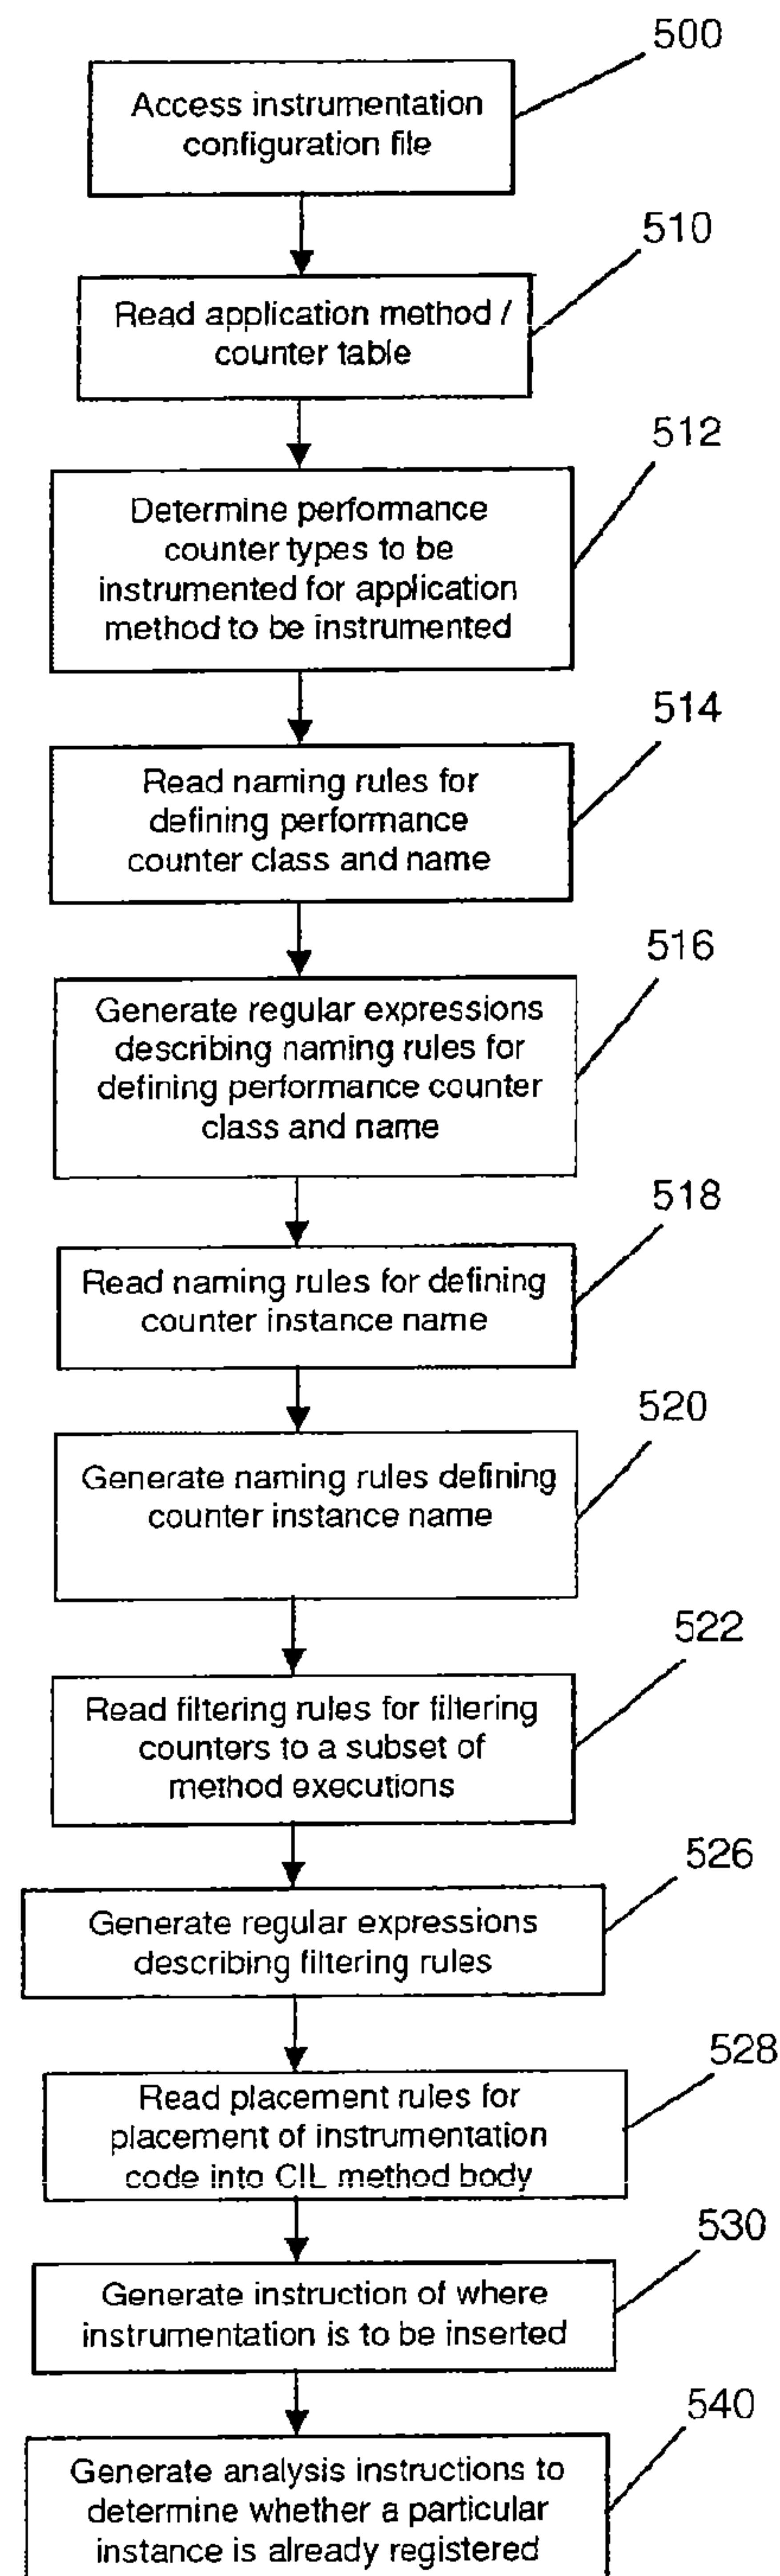 500
Access instrumentation
configuration file
510
Read application method /
counter table
512
Determine performance
counter types to be
instrumented for application
method to be instrumented
514
Read naming rules for
defining performance
counter class and name
516
Generate regular expressions
describing naming rules for
defining performance counter
class and name
518
Read naming rules for defining
counter instance name
520
Generate naming rules defining
counter instance name
522
Read filtering rules for filtering
counters to a subset of
method executions
526
Generate regular expressions
describing filtering rules
528
Read placement rules for
placement of instrumentation
code into CIL method body
530
Generate instruction of where
instrumentation is to be inserted
540
Generate analysis instructions to
determine whether a particular
instance is already registered